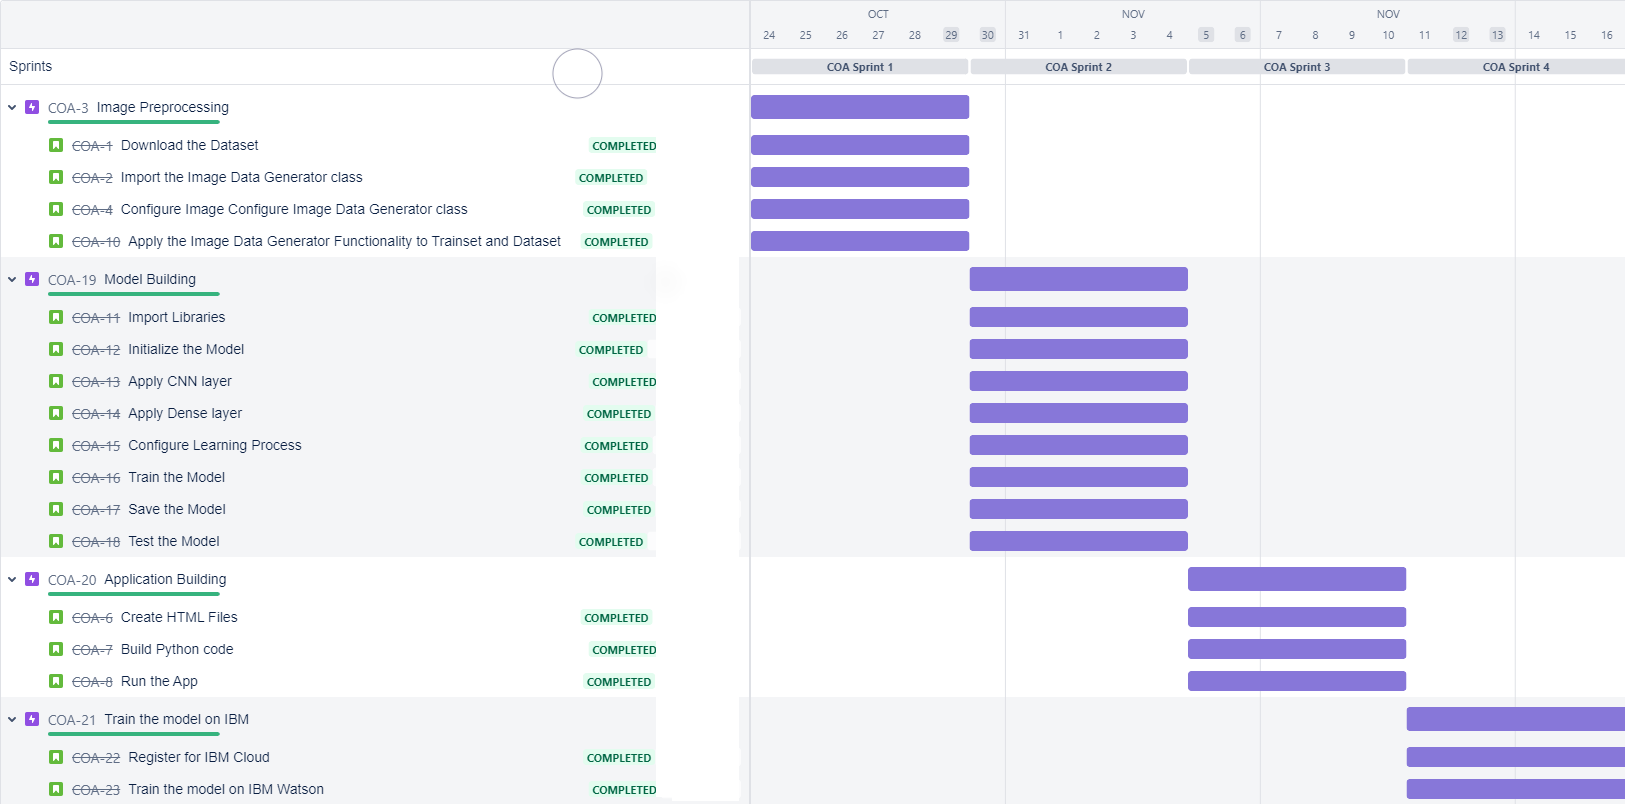 OCT NOV NOV
24 25 26 27 28 29 30 31 1 2 3 4 5 6 7 8 9 10 11 12 13 14 15 16
Sprints COA Sprint 1 COA Sprint 2 COA Sprint 3 COA Sprint 4
COA-3 Image Preprocessing
COA-1 Download the Dataset COMPLETED
COA-2 Import the Image Data Generator class COMPLETED
COA-4 Configure Image Configure Image Data Generator class COMPLETED
COA-10 Apply the Image Data Generator Functionality to Trainset and Dataset COMPLETED
COA-19 Model Building
COA-11 Import Libraries COMPLETED
COA-12 Initialize the Model COMPLETED
COA-13 Apply CNN layer COMPLETED
COA-14 Apply Dense layer COMPLETED
COA-15 Configure Learning Process COMPLETED
COA-16 Train the Model COMPLETED
COA-17 Save the Model COMPLETED
COA-18 Test the Model COMPLETED
COA-20 Application Building
COA-6 Create HTML Files COMPLETED
COA-7 Build Python code COMPLETED
COA-8 Run the App COMPLETED
COA-21 Train the model on IBM
COA-22 Register for IBM Cloud COMPLETED
COA-23 Train the model on IBM Watson COMPLETED